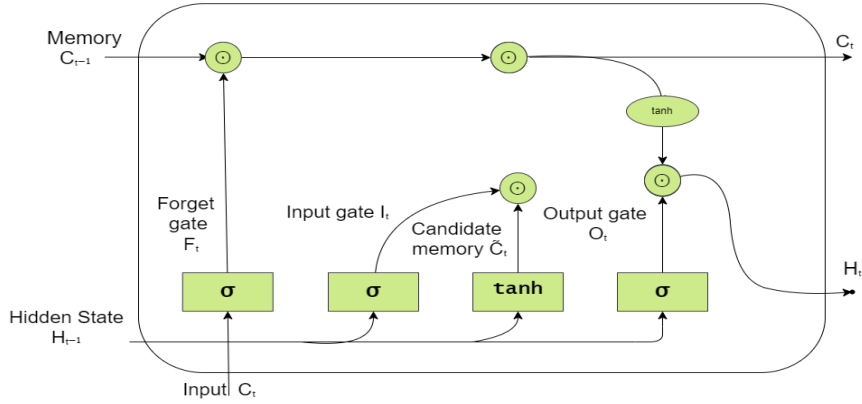 Memory
Cₜ₋₁
⊙
⊙
Cₜ
tanh
⊙
⊙
Forget
gate
Fₜ
Input gate Iₜ
Candidate
memory C̃ₜ
Output gate
Oₜ
Hₜ
σ
σ
tanh
σ
Hidden State
Hₜ₋₁
Input Cₜ